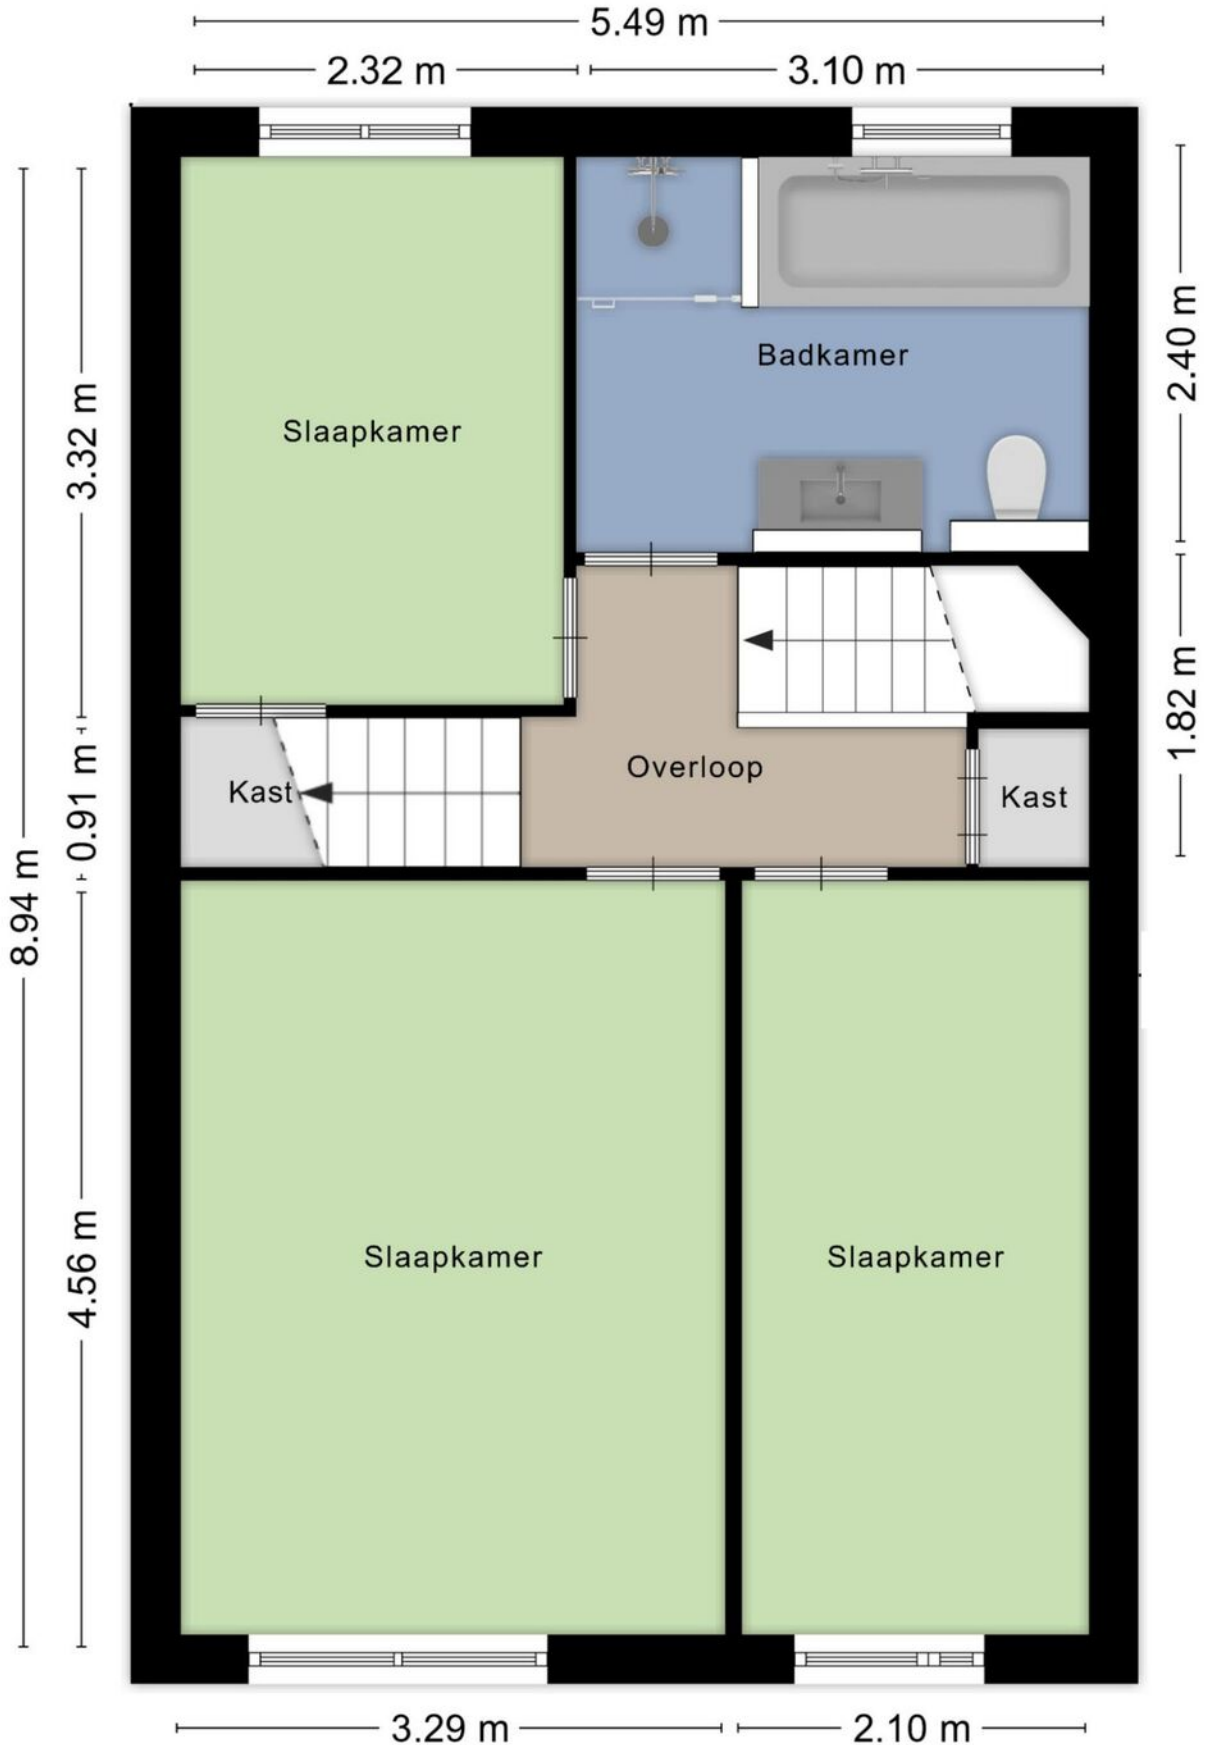 5.49 m
2.32 m
3.10 m
Badkamer
2.40 m
Slaapkamer
3.32 m
1.82 m
Overloop
Kast
Kast
0.91 m
8.94 m
Slaapkamer
Slaapkamer
4.56 m
3.29 m
2.10 m